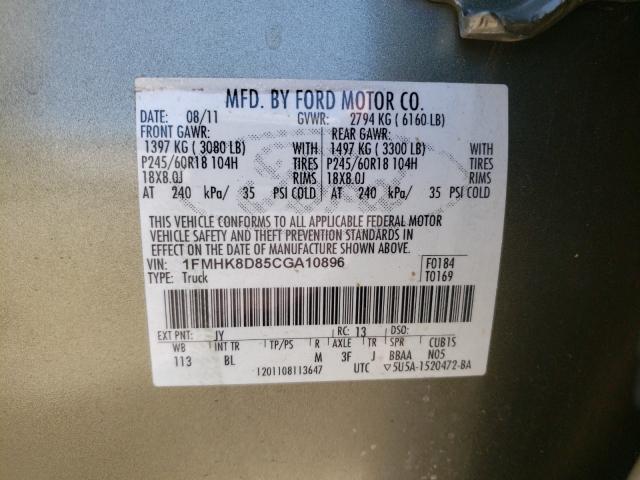 MFD. BY FORD MOTOR CO.
DATE: 08/11 GVWR: 2794 KG ( 6160 LB)
FRONT GAWR: REAR GAWR:
1397 KG ( 3080 LB) WITH 1497 KG ( 3300 LB) WITH
P245/60R18 104H TIRES P245/60R18 104H TIRES
18X8.0J RIMS 18X8.0J RIMS
AT 240 kPa/ 35 PSI COLD AT 240 kPa/ 35 PSI COLD
THIS VEHICLE CONFORMS TO ALL APPLICABLE FEDERAL MOTOR
VEHICLE SAFETY AND THEFT PREVENTION STANDARDS IN
EFFECT ON THE DATE OF MANUFACTURE SHOWN ABOVE.
VIN: 1FMHK8D85CGA10896 F0184
TYPE: Truck T0169
EXT PNT: JY RC: 13 DSO:
WB INT TR TP/PS R AXLE TR SPR CUB1S
113 BL M 3F J BBAA N05
1201108113647 UTC ▽5U5A-1520472-BA